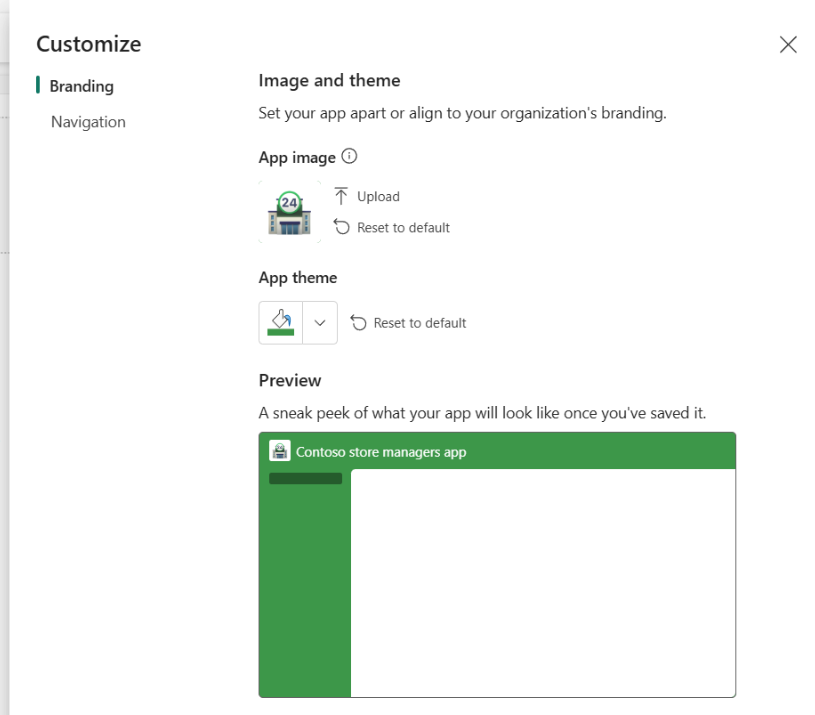 Customize
Branding
Navigation
Image and theme
Set your app apart or align to your organization's branding.
App image
24
Upload
Reset to default
App theme
Reset to default
Preview
A sneak peek of what your app will look like once you've saved it.
Contoso store managers app